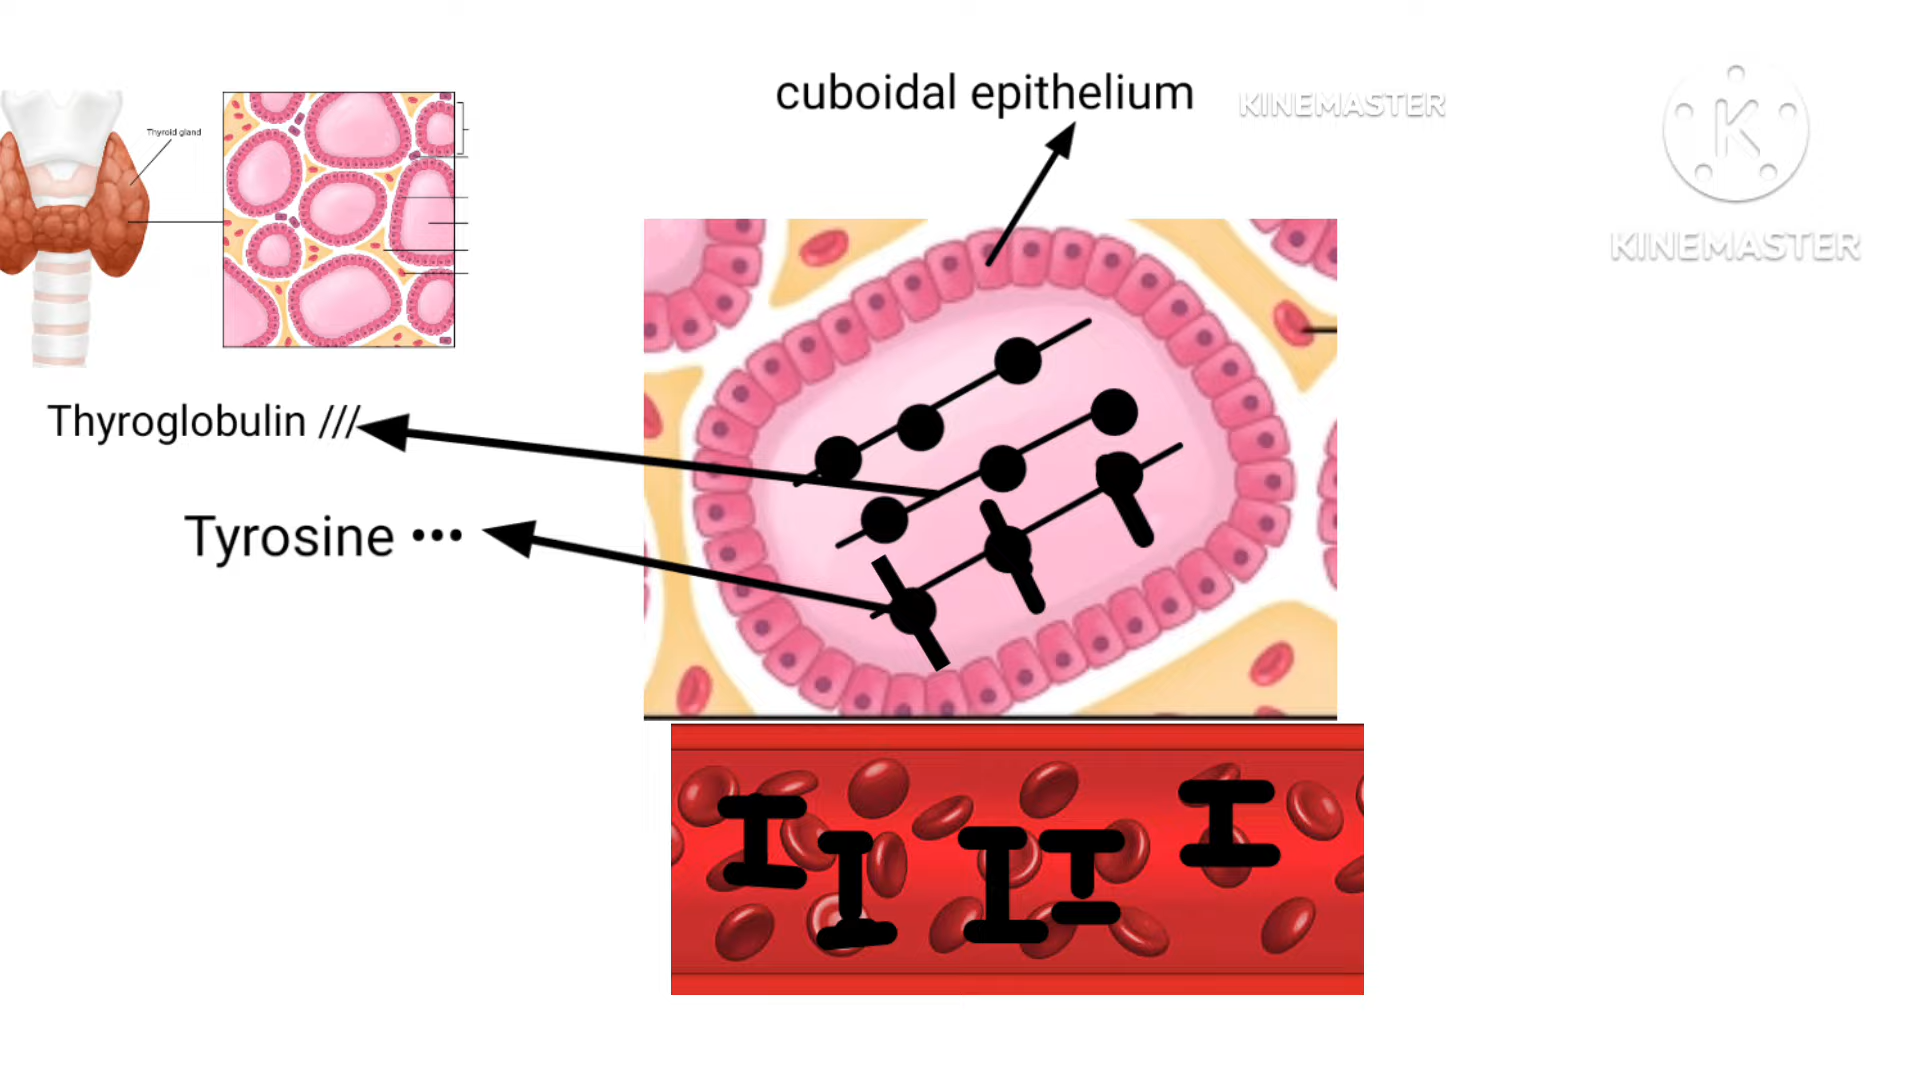 cuboidal epithelium
KINEMASTER
K
KINEMASTER
Thyroid gland
Thyroglobulin ///
Tyrosine •••
I I I I I